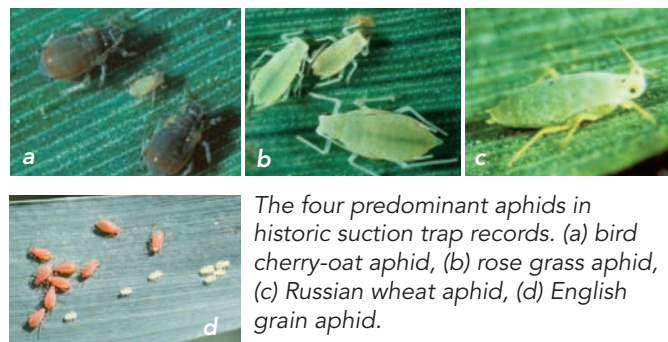 a
b
c
d
The four predominant aphids in
historic suction trap records. (a) bird
cherry-oat aphid, (b) rose grass aphid,
(c) Russian wheat aphid, (d) English
grain aphid.